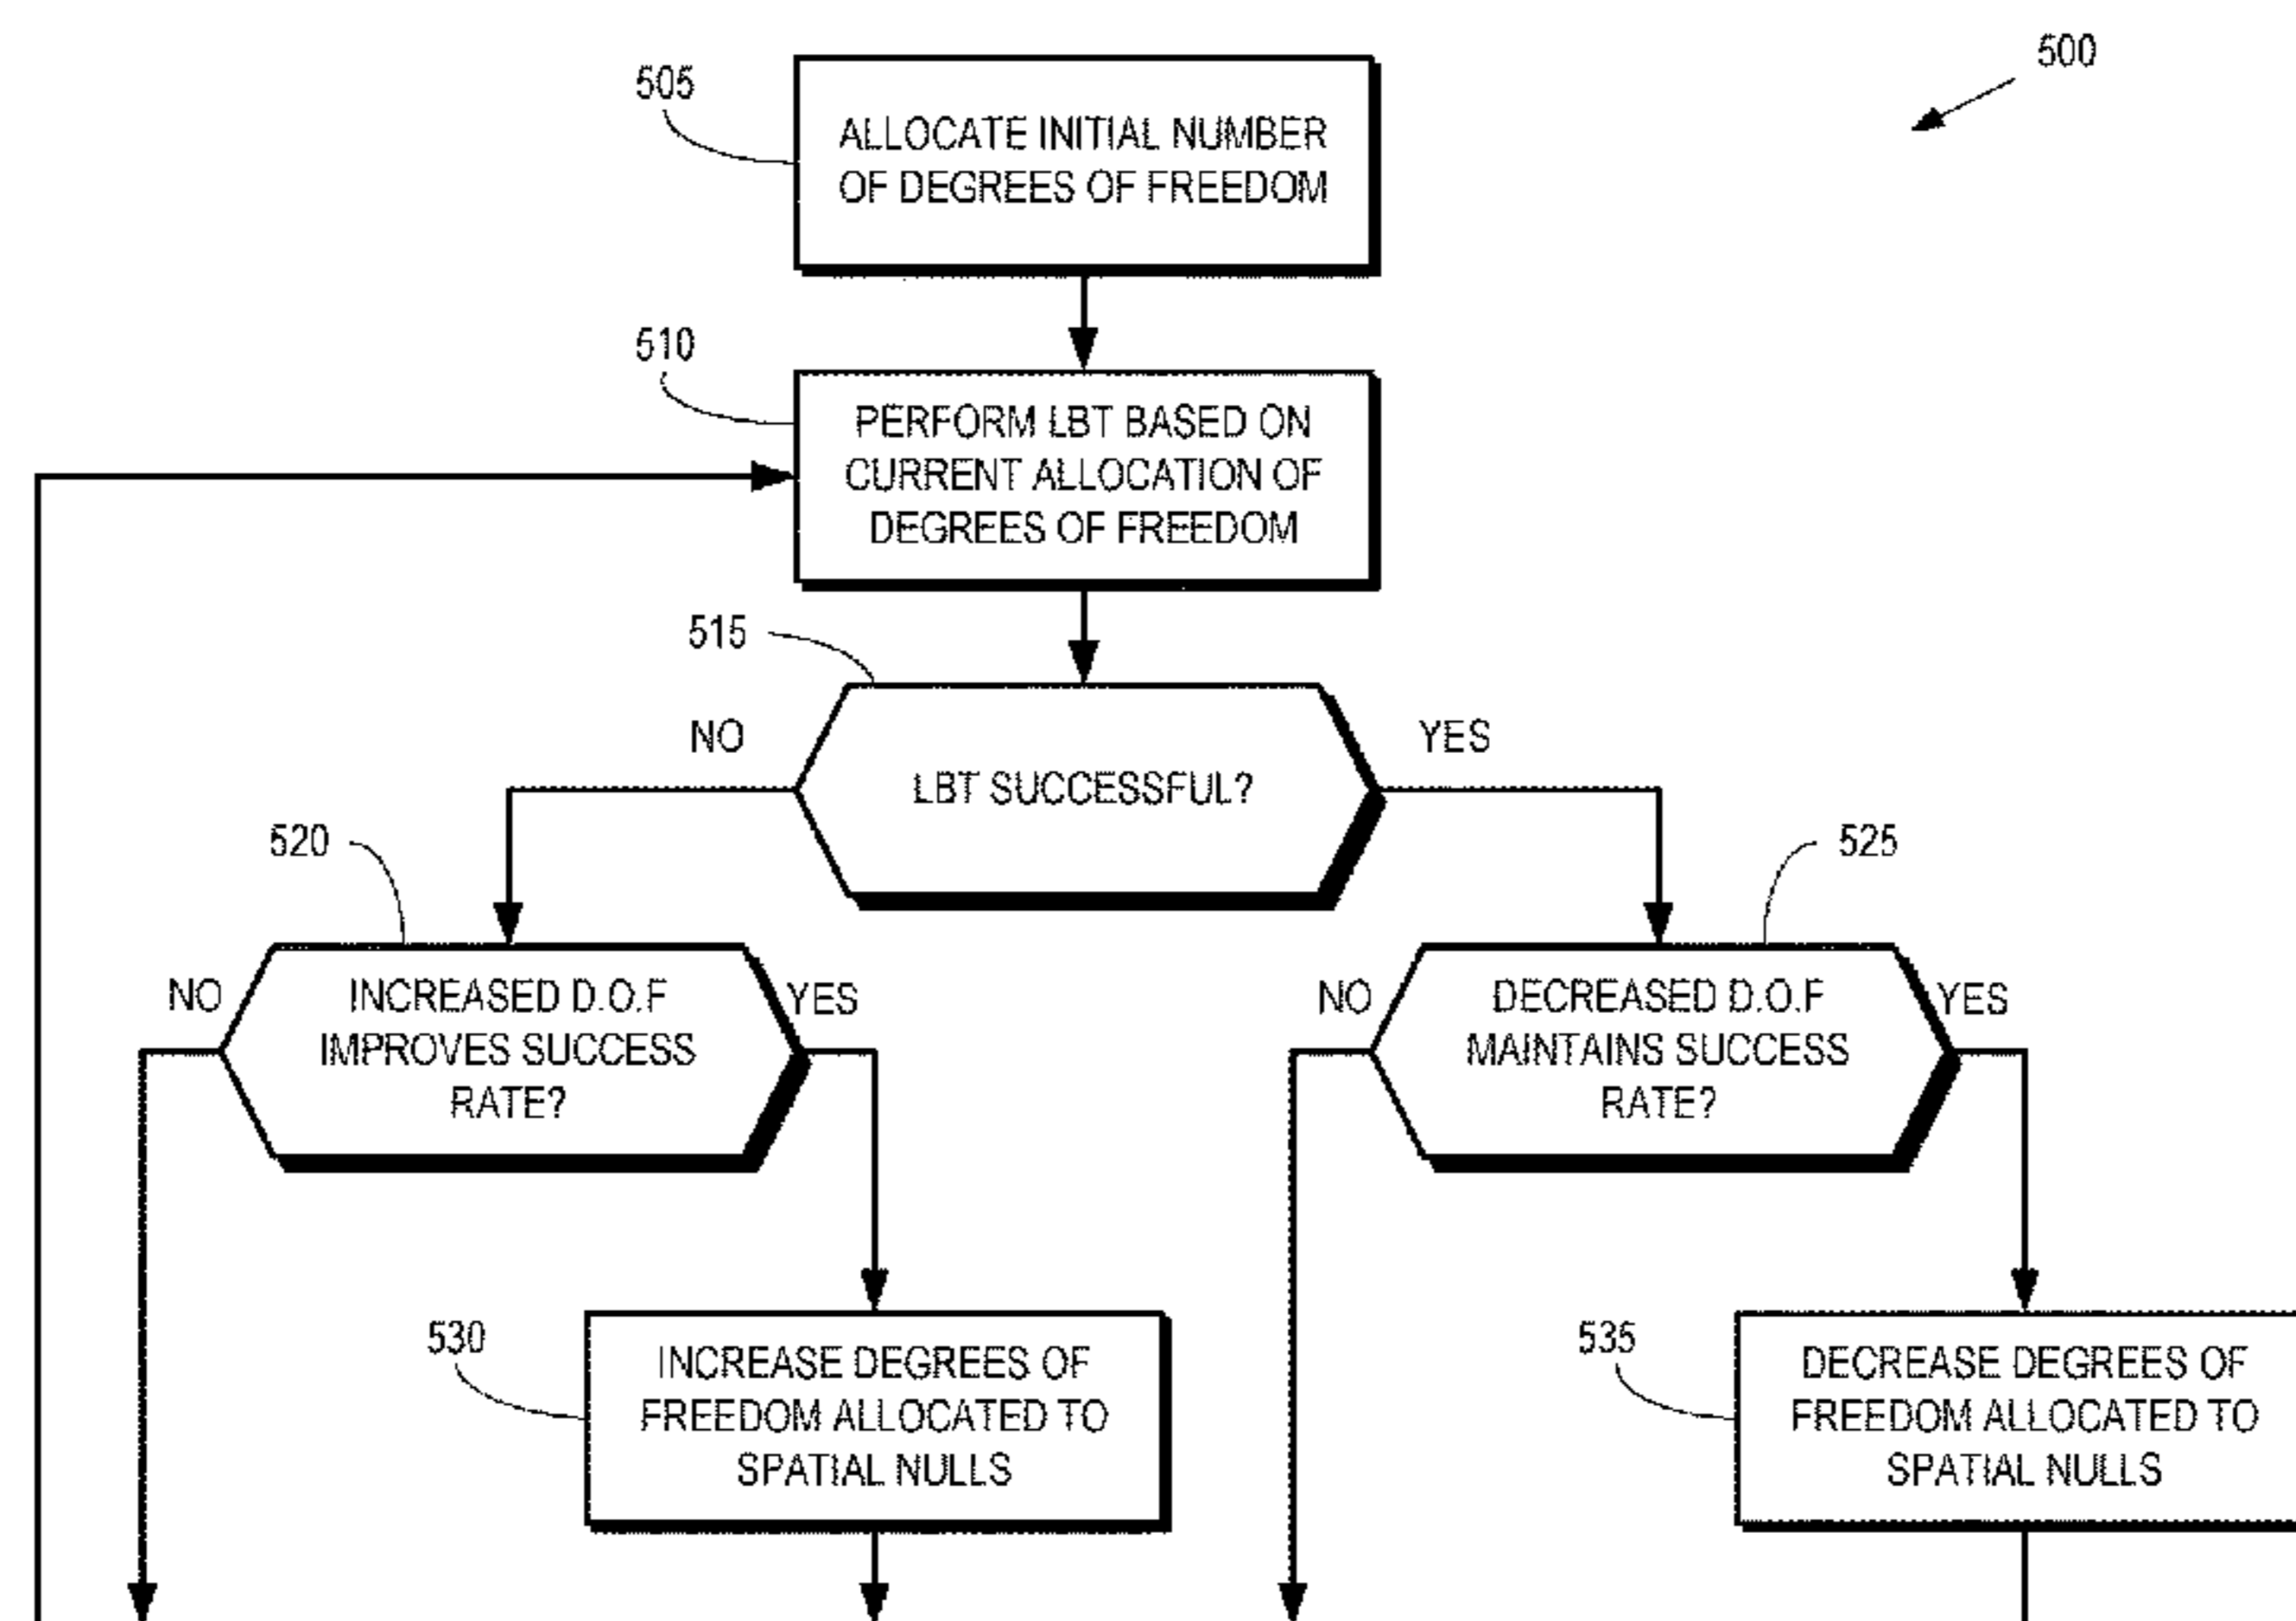 500
505
ALLOCATE INITIAL NUMBER
OF DEGREES OF FREEDOM
510
PERFORM LBT BASED ON
CURRENT ALLOCATION OF
DEGREES OF FREEDOM
515
NO
YES
LBT SUCCESSFUL?
520
525
NO
INCREASED D.O.F
IMPROVES SUCCESS
RATE?
YES
NO
DECREASED D.O.F
MAINTAINS SUCCESS
RATE?
YES
530
INCREASE DEGREES OF
FREEDOM ALLOCATED TO
SPATIAL NULLS
535
DECREASE DEGREES OF
FREEDOM ALLOCATED TO
SPATIAL NULLS